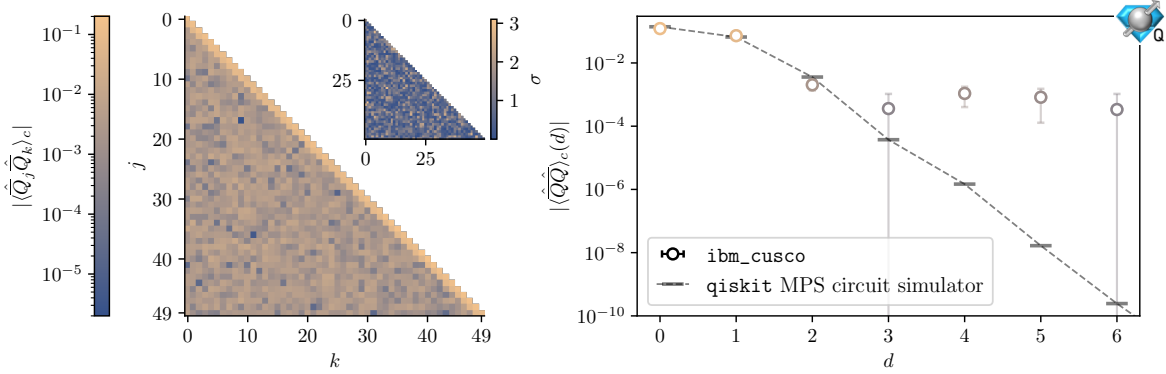 |⟨Q̂̅_j Q̂̅_k⟩_c|
10⁻¹
10⁻²
10⁻³
10⁻⁴
10⁻⁵
j
0
10
20
30
40
49
0 10 20 30 40 49
k
0
25
0 25
3
2
1
σ
|⟨Q̂̅Q̂̅⟩_c(d)|
10⁻²
10⁻⁴
10⁻⁶
10⁻⁸
10⁻¹⁰
ibm_cusco
qiskit MPS circuit simulator
0 1 2 3 4 5 6
d
Q